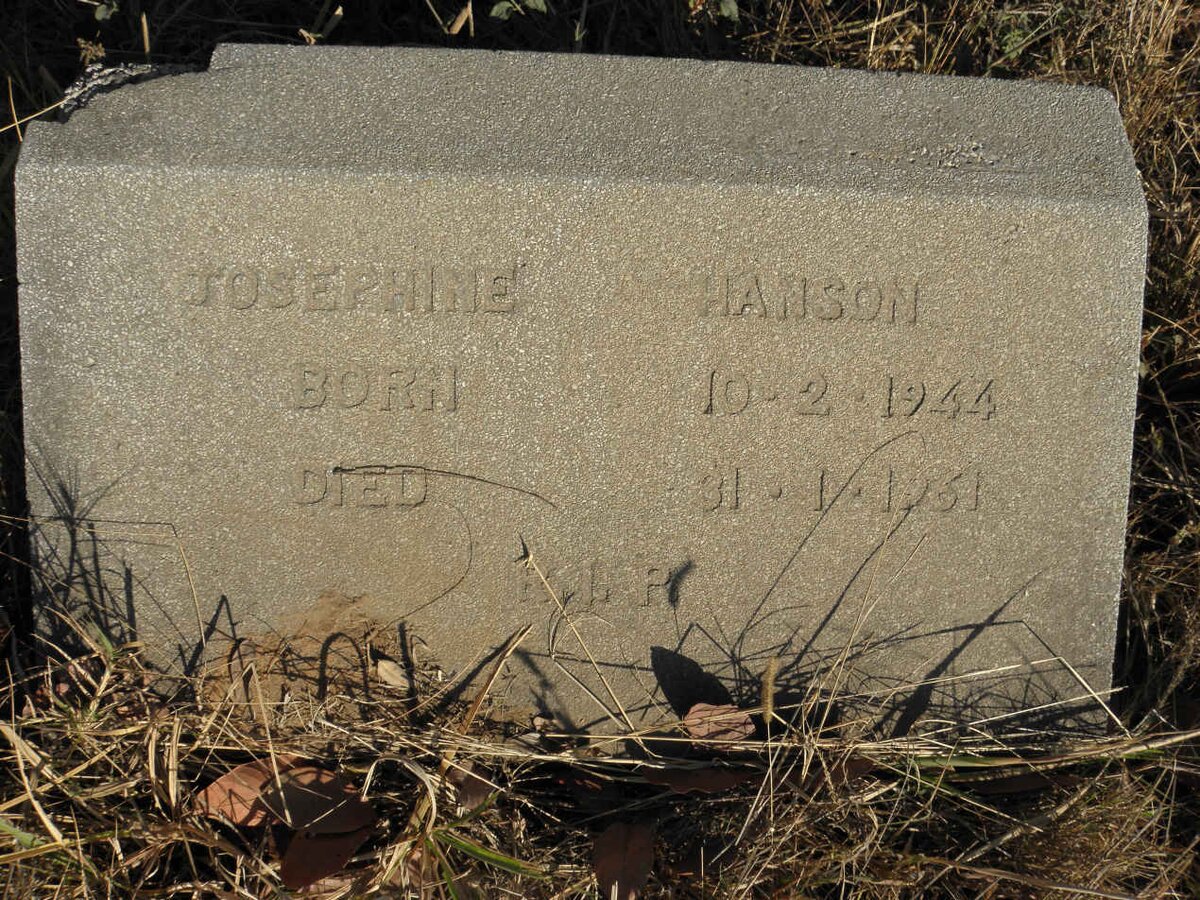 JOSEPHINE HANSON
BORN 10·2·1944
DIED 31·1·1961
R.I.P